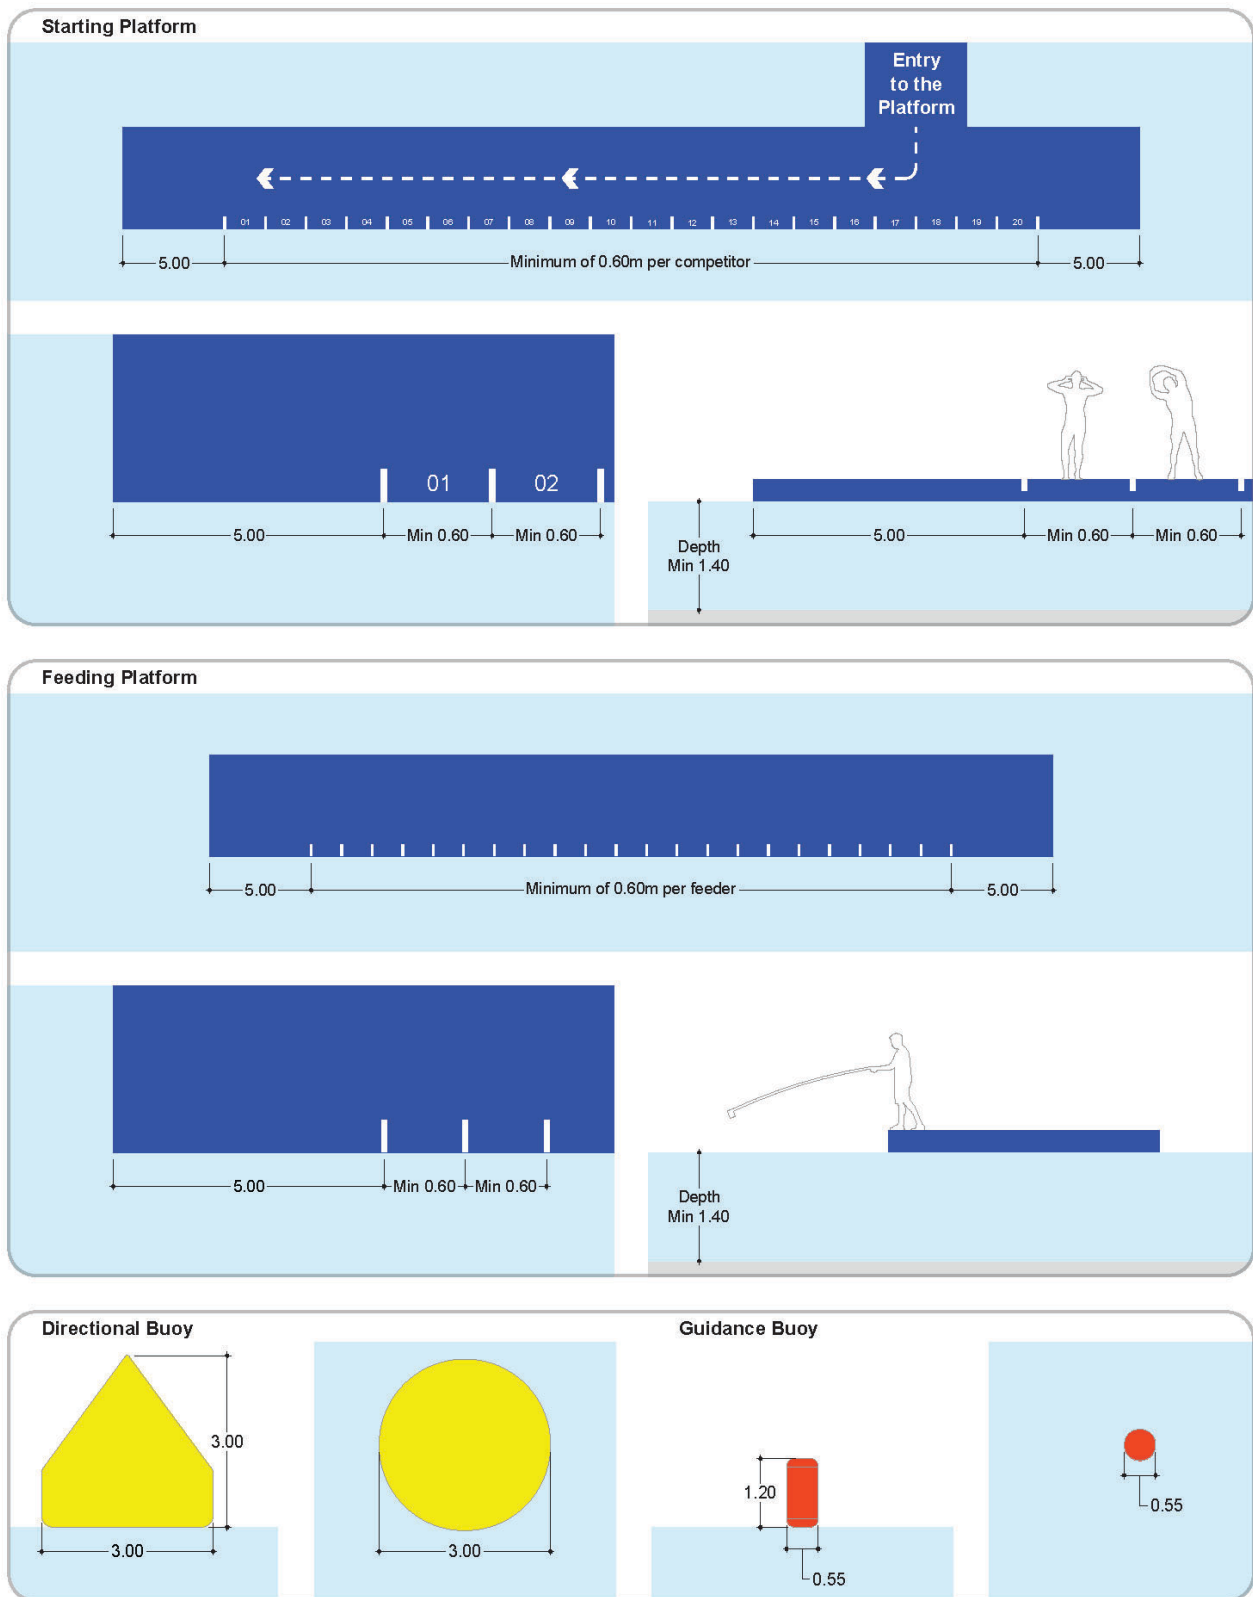 Starting Platform
Entry
to the
Platform
01 02 03 04 05 06 07 08 09 10 11 12 13 14 15 16 17 18 19 20
5.00 Minimum of 0.60m per competitor 5.00
01 02
5.00 Min 0.60 Min 0.60
5.00 Min 0.60 Min 0.60
Depth
Min 1.40
Feeding Platform
5.00 Minimum of 0.60m per feeder 5.00
5.00 Min 0.60 Min 0.60
Depth
Min 1.40
Directional Buoy
3.00
3.00
3.00
Guidance Buoy
1.20
0.55
0.55